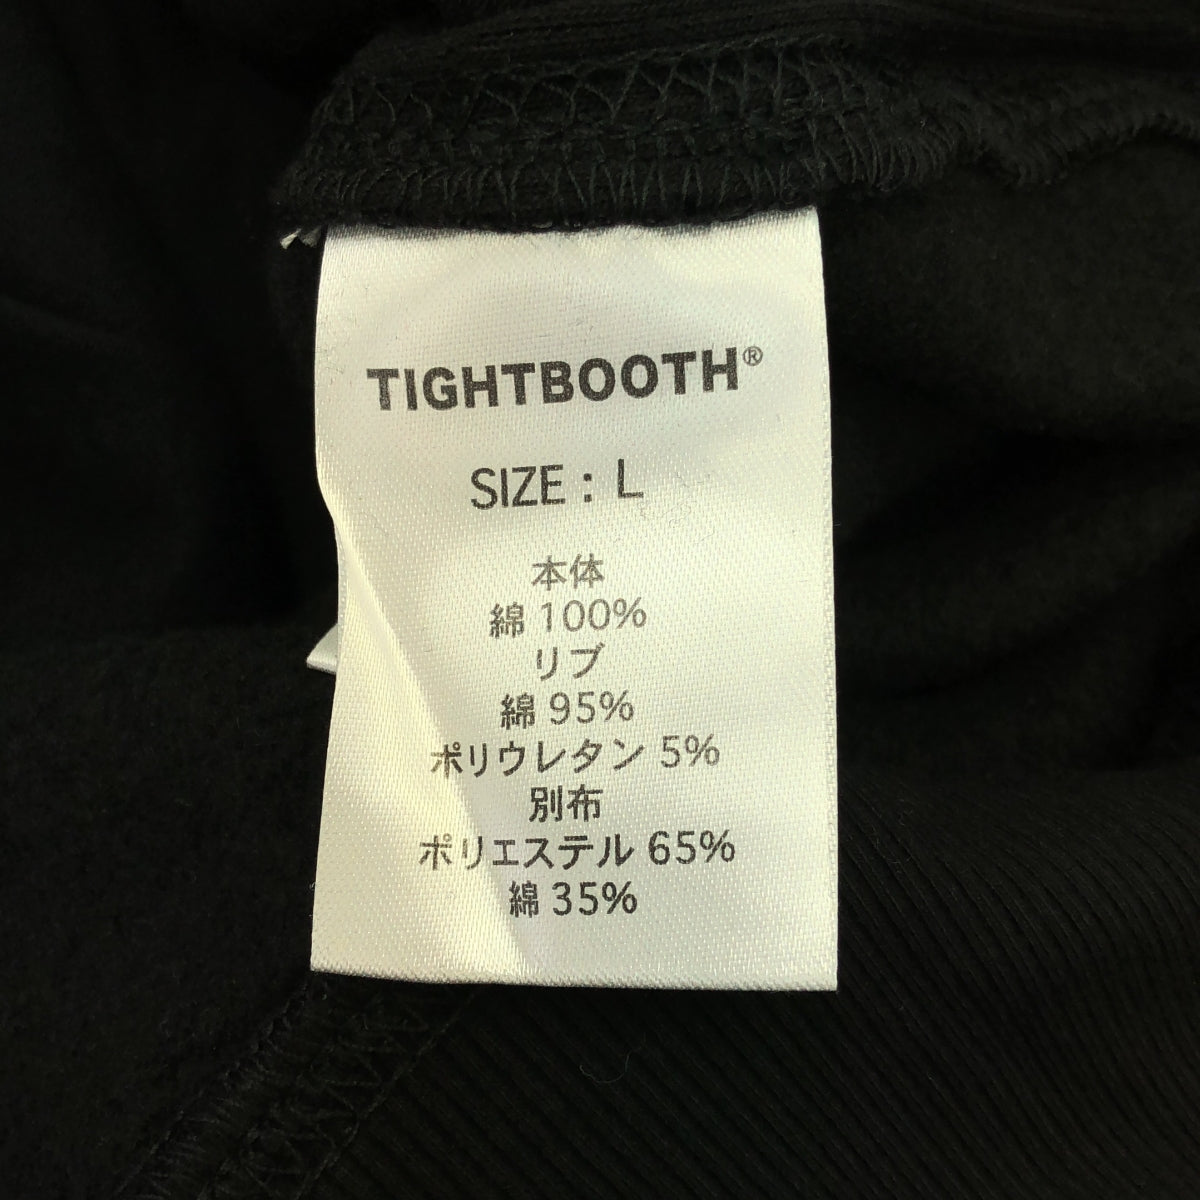 TIGHTBOOTH®
SIZE : L
本体
綿 100%
リブ
綿 95%
ポリウレタン 5%
別布
ポリエステル 65%
綿 35%